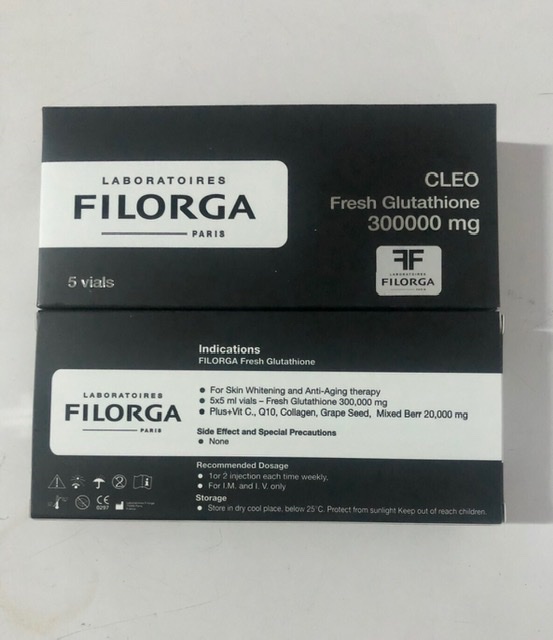 LABORATOIRES
FILORGA
PARIS
5 vials
CLEO
Fresh Glutathione
300000 mg
FF
LABORATOIRES
FILORGA
PARIS
Indications
FILORGA Fresh Glutathione
LABORATOIRES
FILORGA
PARIS
• For Skin Whitening and Anti-Aging therapy
• 5x5 ml vials – Fresh Glutathione 300,000 mg
• Plus+Vit C., Q10, Collagen, Grape Seed, Mixed Berr 20,000 mg
Side Effect and Special Precautions
• None
Recommended Dosage
• 1or 2 injection each time weekly.
• For I.M. and I. V. only
Storage
• Store in dry cool place, below 25°C. Protect from sunlight Keep out of reach children.
2
CE
0297